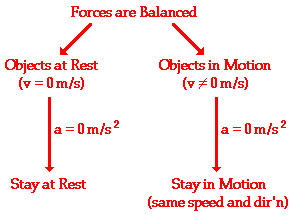 Forces are Balanced
Objects at Rest
(v = 0 m/s)
Objects in Motion
(v ≠ 0 m/s)
a = 0 m/s²
a = 0 m/s²
Stay at Rest
Stay in Motion
(same speed and dir'n)